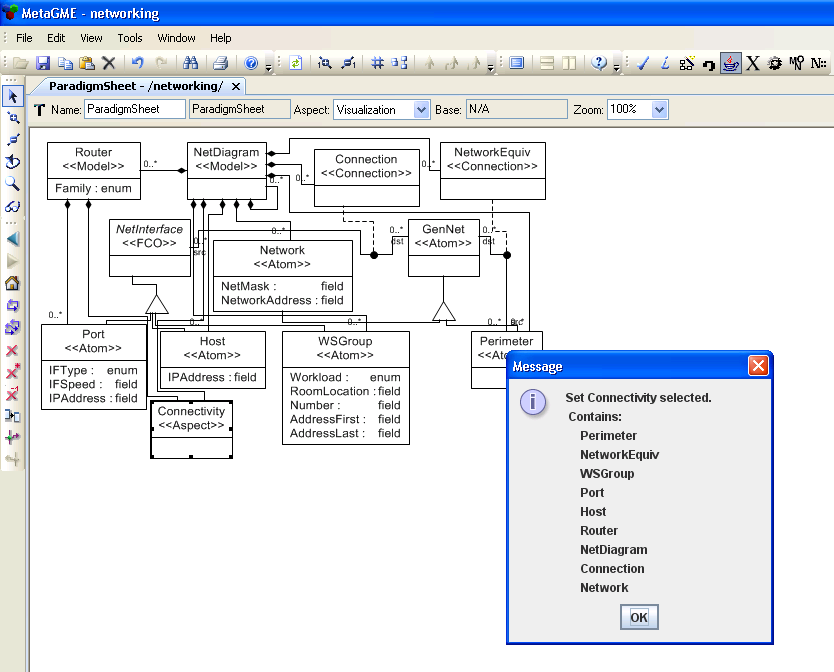 MetaGME - networking
File Edit View Tools Window Help
ParadigmSheet - /networking/
Name: ParadigmSheet ParadigmSheet Aspect: Visualization Base: N/A Zoom: 100%
Router
<<Model>>
Family : enum
0..*
NetDiagram
<<Model>>
0..*
0..*
Connection
<<Connection>>
0..*
NetworkEquiv
<<Connection>>
NetInterface
<<FCO>>
0..*
src
0..*
Network
<<Atom>>
NetMask : field
NetworkAddress : field
0..*
dst
GenNet
<<Atom>>
0..*
dst
0..*
Port
<<Atom>>
IFType : enum
IFSpeed : field
IPAddress : field
0..*
Host
<<Atom>>
IPAddress : field
0..*
WSGroup
<<Atom>>
Workload : enum
RoomLocation : field
Number : field
AddressFirst : field
AddressLast : field
0..*
Perimeter
Connectivity
<<Aspect>>
Message
Set Connectivity selected.
Contains:
Perimeter
NetworkEquiv
WSGroup
Port
Host
Router
NetDiagram
Connection
Network
OK